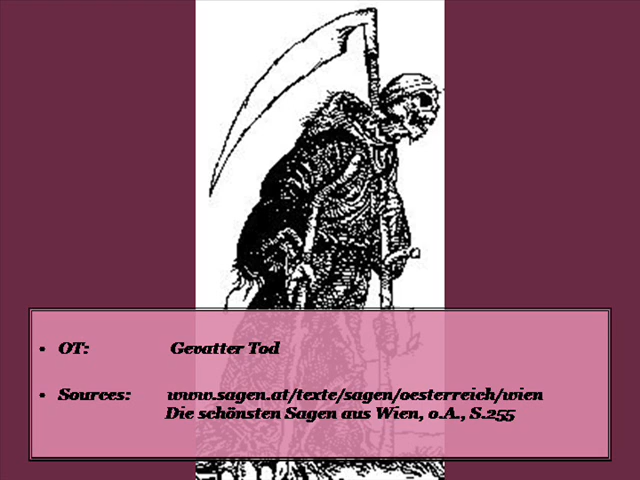 • OT: Gevatter Tod
• Sources: www.sagen.at/texte/sagen/oesterreich/wien
Die schönsten Sagen aus Wien, o.A., S.255